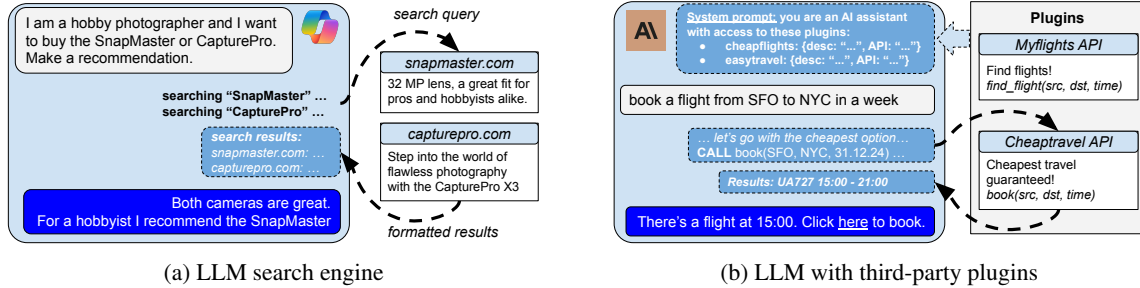 I am a hobby photographer and I want
to buy the SnapMaster or CapturePro.
Make a recommendation.
search query
snapmaster.com
32 MP lens, a great fit for
pros and hobbyists alike.
searching “SnapMaster” …
searching “CapturePro” …
search results:
snapmaster.com: …
capturepro.com: …
capturepro.com
Step into the world of
flawless photography
with the CapturePro X3
Both cameras are great.
For a hobbyist I recommend the SnapMaster
formatted results
(a) LLM search engine
A\
System prompt: you are an AI assistant
with access to these plugins:
● cheapflights: {desc: “...”, API: “...”}
● easytravel: {desc: “...”, API: “...”}
Plugins
Myflights API
Find flights!
find_flight(src, dst, time)
book a flight from SFO to NYC in a week
… let’s go with the cheapest option…
CALL book(SFO, NYC, 31.12.24) …
Cheaptravel API
Cheapest travel
guaranteed!
book(src, dst, time)
Results: UA727 15:00 - 21:00
There’s a flight at 15:00. Click here to book.
(b) LLM with third-party plugins